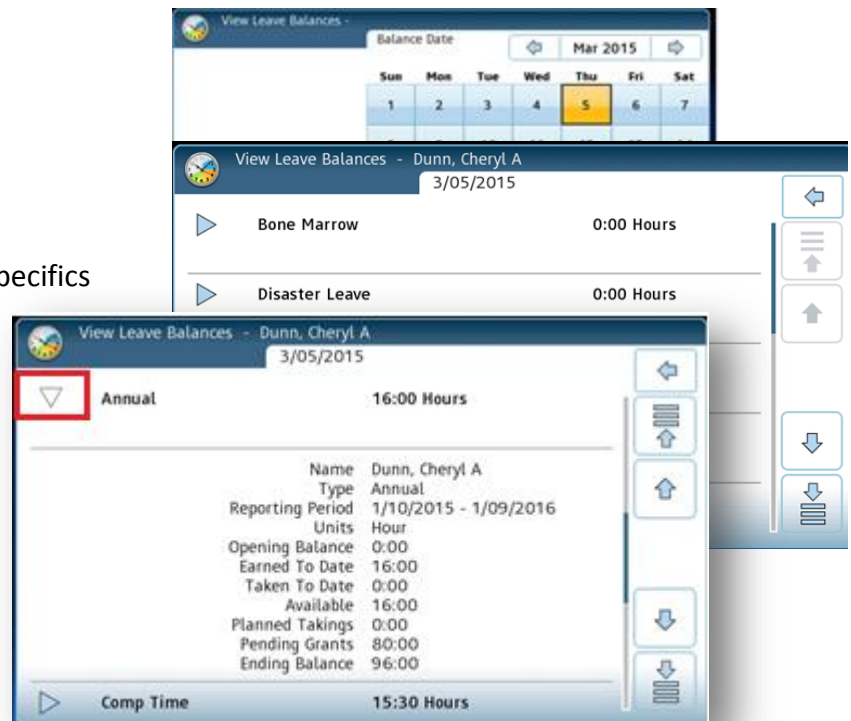 View Leave Balances -
Balance Date
Mar 2015
Sun Mon Tue Wed Thu Fri Sat
1 2 3 4 5 6 7
View Leave Balances - Dunn, Cheryl A
3/05/2015
Bone Marrow 0:00 Hours
Disaster Leave 0:00 Hours
pecifics
View Leave Balances - Dunn, Cheryl A
3/05/2015
Annual 16:00 Hours
Name Dunn, Cheryl A
Type Annual
Reporting Period 1/10/2015 - 1/09/2016
Units Hour
Opening Balance 0:00
Earned To Date 16:00
Taken To Date 0:00
Available 16:00
Planned Takings 0:00
Pending Grants 80:00
Ending Balance 96:00
Comp Time 15:30 Hours